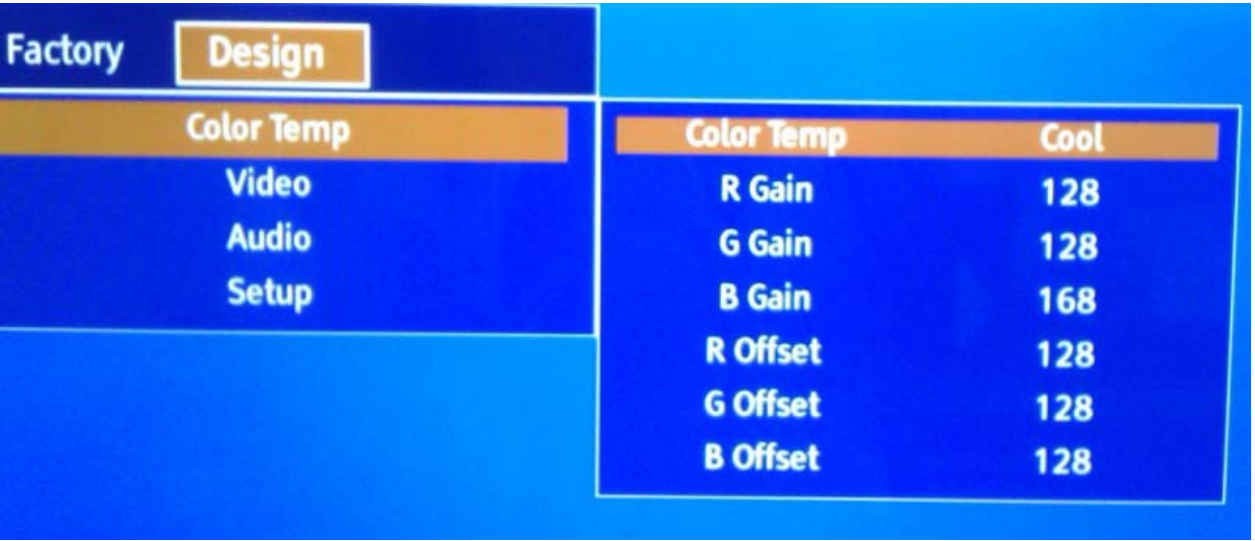 Factory Design
Color Temp
Video
Audio
Setup
Color Temp Cool
R Gain 128
G Gain 128
B Gain 168
R Offset 128
G Offset 128
B Offset 128